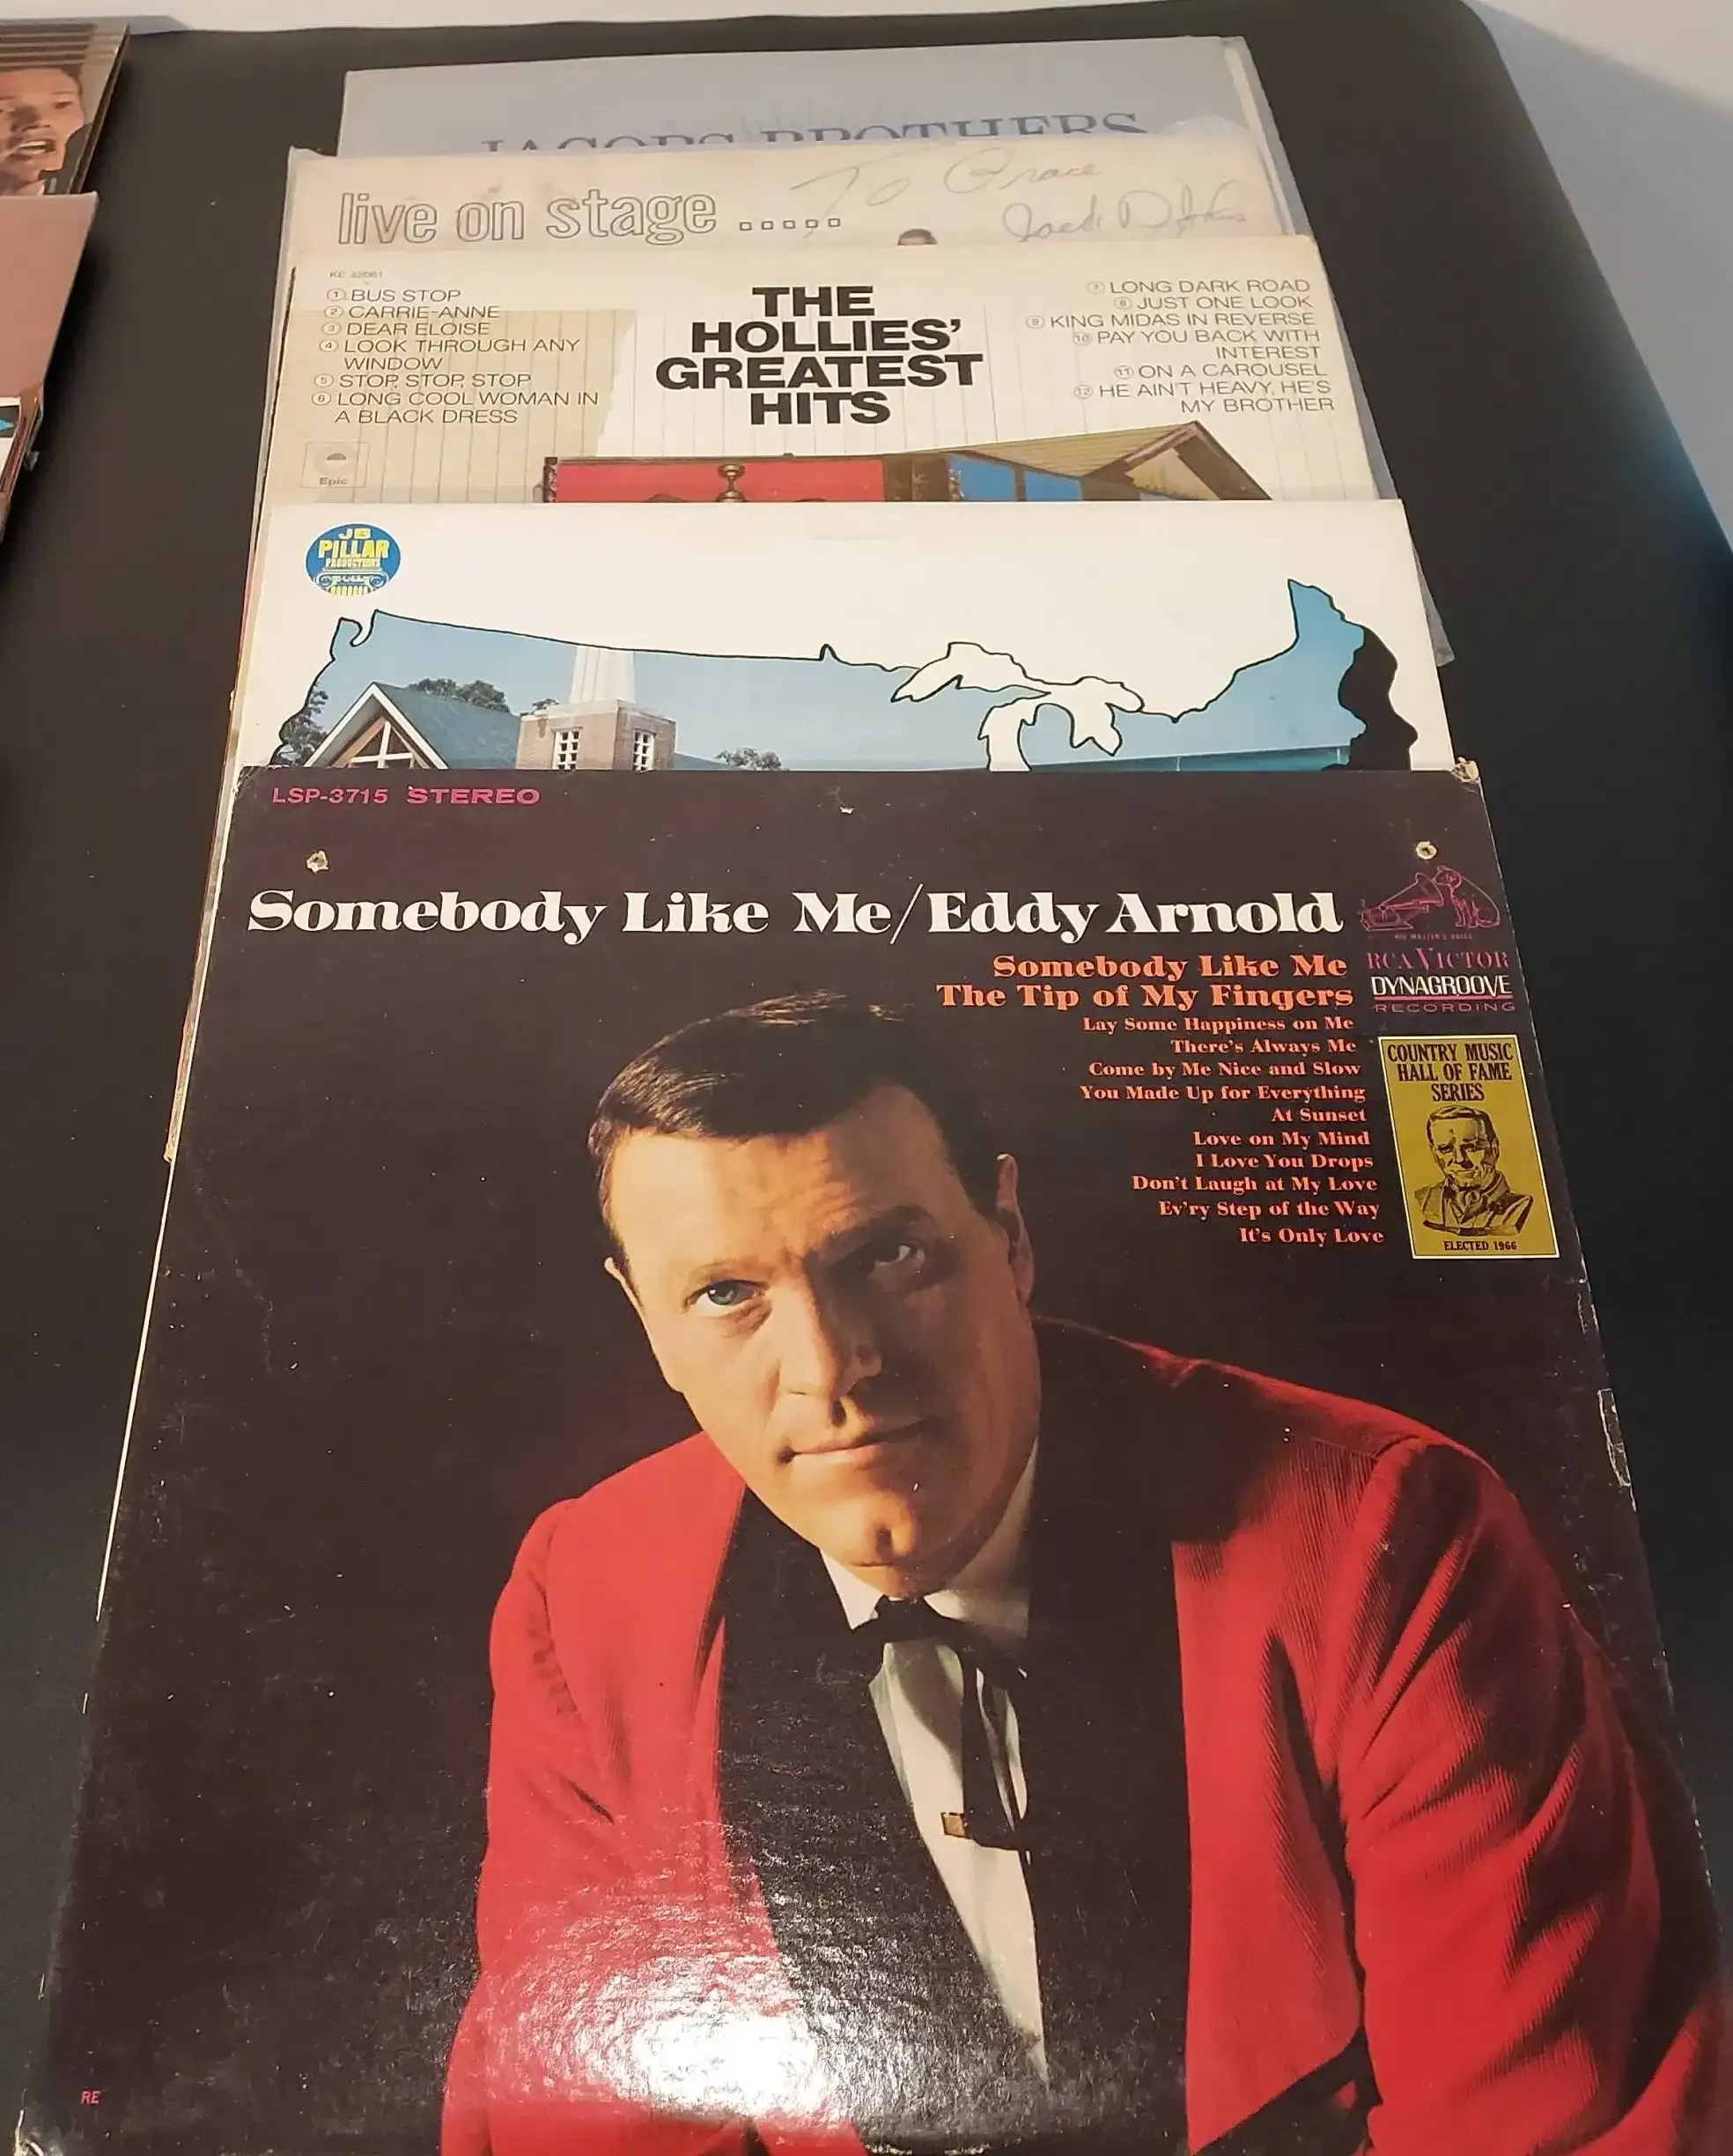 JACOBS BROTHERS
To Grace
live on stage .....
Jack
KE 32061
THE
HOLLIES'
GREATEST
HITS
① BUS STOP
② CARRIE-ANNE
③ DEAR ELOISE
④ LOOK THROUGH ANY
WINDOW
⑤ STOP, STOP, STOP
⑥ LONG COOL WOMAN IN
A BLACK DRESS
⑦ LONG DARK ROAD
⑧ JUST ONE LOOK
⑨ KING MIDAS IN REVERSE
⑩ PAY YOU BACK WITH
INTEREST
⑪ ON A CAROUSEL
⑫ HE AIN'T HEAVY, HE'S
MY BROTHER
Epic
JB
PILLAR
PRODUCTIONS
LSP-3715 STEREO
Somebody Like Me/Eddy Arnold
HIS MASTER'S VOICE
RCA VICTOR
DYNAGROOVE
RECORDING
Somebody Like Me
The Tip of My Fingers
Lay Some Happiness on Me
There's Always Me
Come by Me Nice and Slow
You Made Up for Everything
At Sunset
Love on My Mind
I Love You Drops
Don't Laugh at My Love
Ev'ry Step of the Way
It's Only Love
COUNTRY MUSIC
HALL OF FAME
SERIES
ELECTED 1966
RE